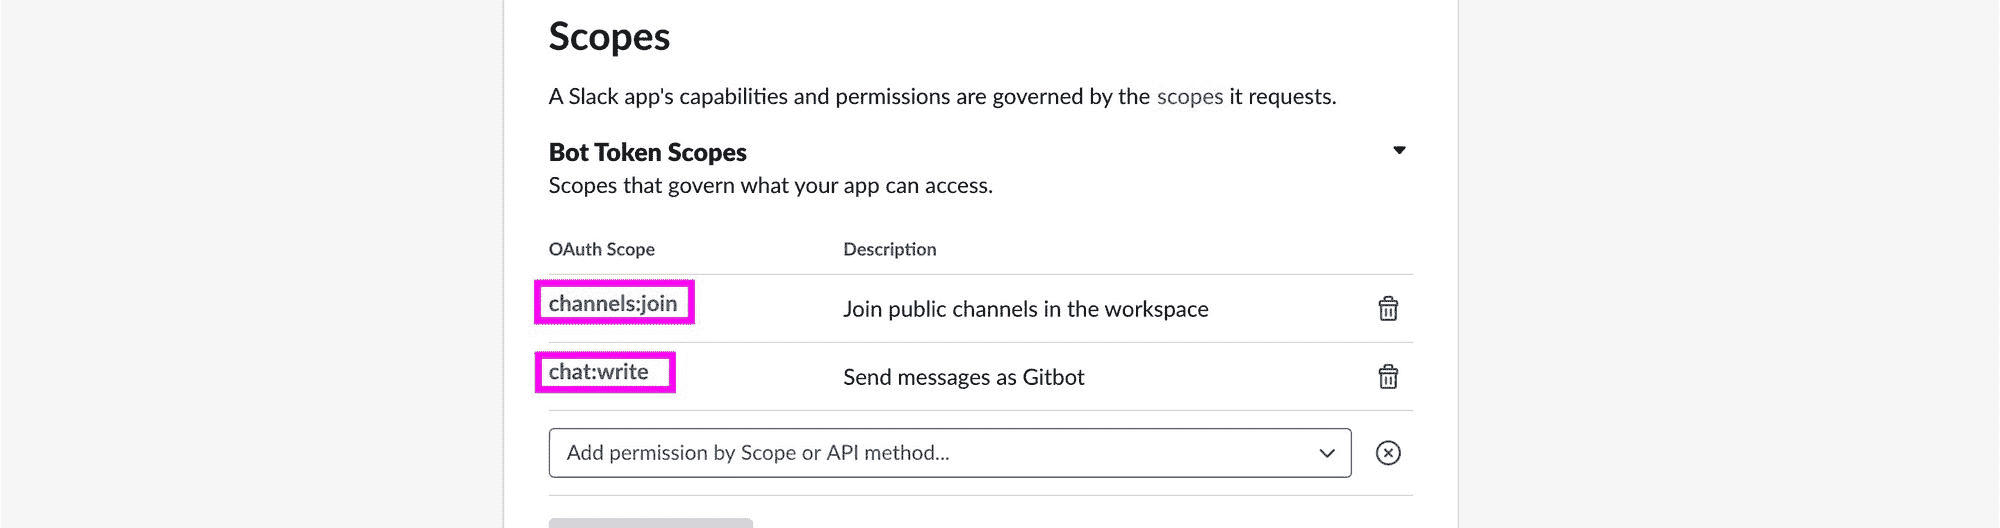 Scopes
A Slack app's capabilities and permissions are governed by the scopes it requests.
Bot Token Scopes
Scopes that govern what your app can access.
OAuth Scope Description
channels:join Join public channels in the workspace
chat:write Send messages as Gitbot
Add permission by Scope or API method...